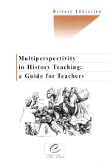 History Education
Multiperspectivity
in History Teaching:
a Guide for Teachers